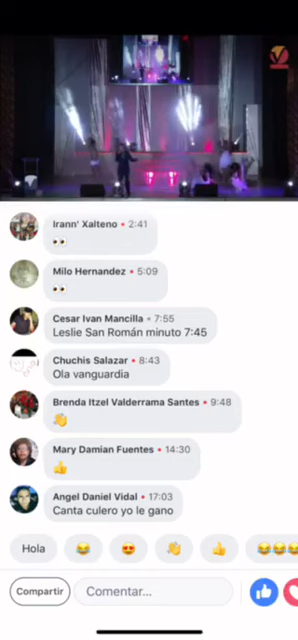 Irann' Xalteno • 2:41
👀
Milo Hernandez • 5:09
👀
Cesar Ivan Mancilla • 7:55
Leslie San Román minuto 7:45
Chuchis Salazar • 8:43
Ola vanguardia
Brenda Itzel Valderrama Santes • 9:48
👏
Mary Damian Fuentes • 14:30
👍
Angel Daniel Vidal • 17:03
Canta culero yo le gano
Hola 😂 😍 👏 👍 😂😂😂
Compartir Comentar...